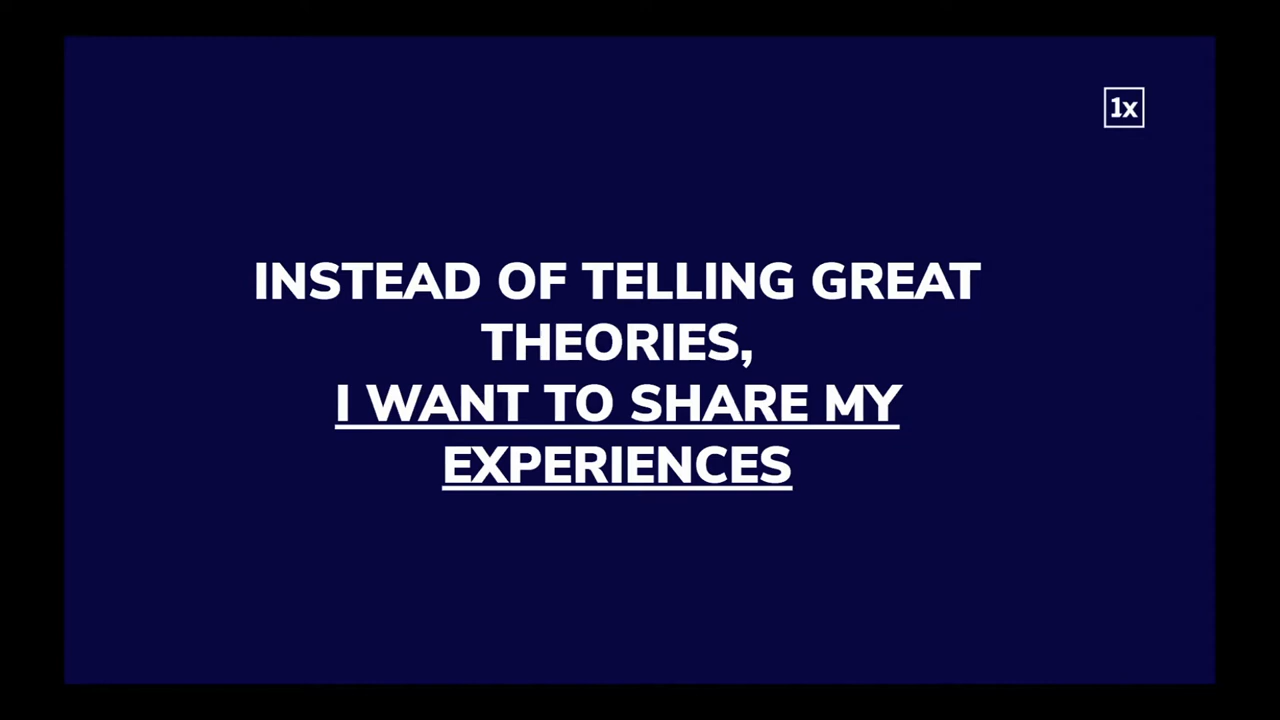 1x
INSTEAD OF TELLING GREAT
THEORIES,
I WANT TO SHARE MY
EXPERIENCES